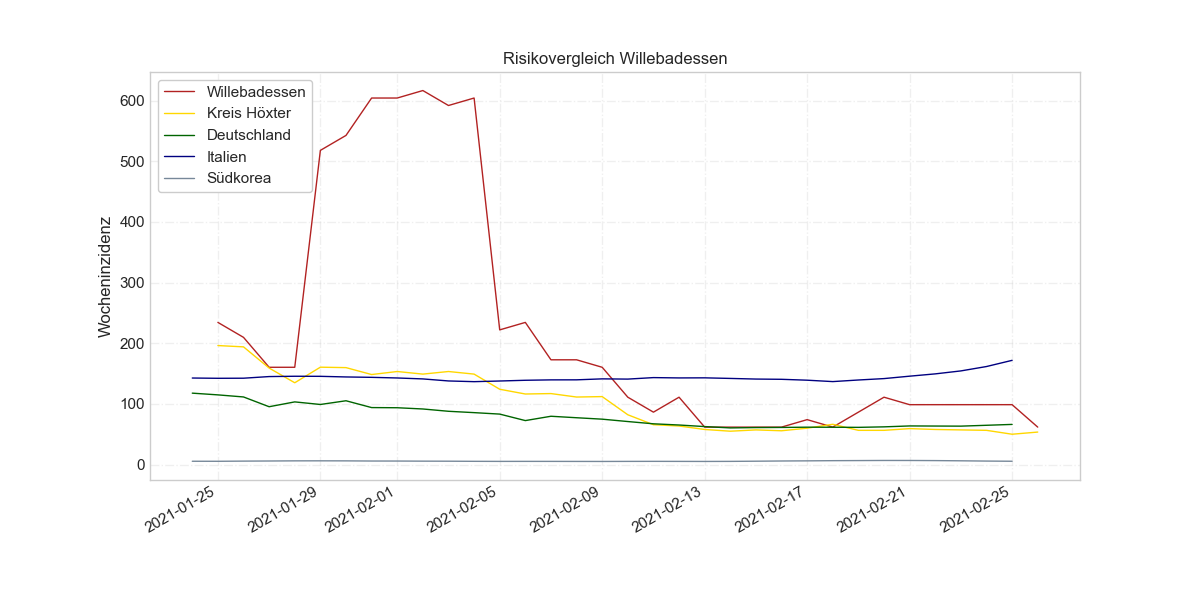 Risikovergleich Willebadessen
Willebadessen
Kreis Höxter
Deutschland
Italien
Südkorea
Wocheninzidenz
600
500
400
300
200
100
0
2021-01-25
2021-01-29
2021-02-01
2021-02-05
2021-02-09
2021-02-13
2021-02-17
2021-02-21
2021-02-25